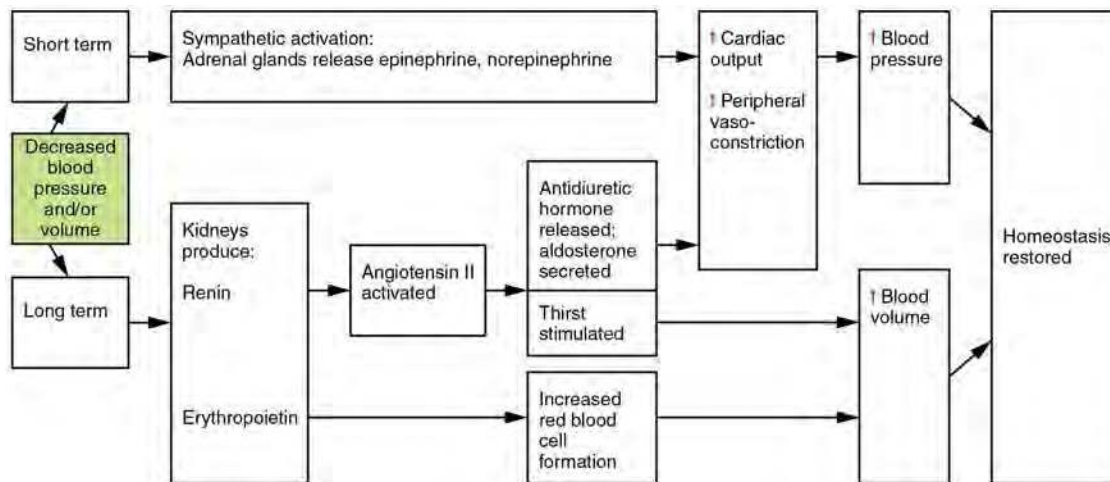 Short term
Sympathetic activation:
Adrenal glands release epinephrine, norepinephrine
↑ Cardiac
output
↑ Peripheral
vaso-
constriction
↑ Blood
pressure
Decreased
blood
pressure
and/or
volume
Long term
Kidneys
produce:
Renin
Erythropoietin
Angiotensin II
activated
Antidiuretic
hormone
released;
aldosterone
secreted
Thirst
stimulated
Increased
red blood
cell
formation
↑ Blood
volume
Homeostasis
restored